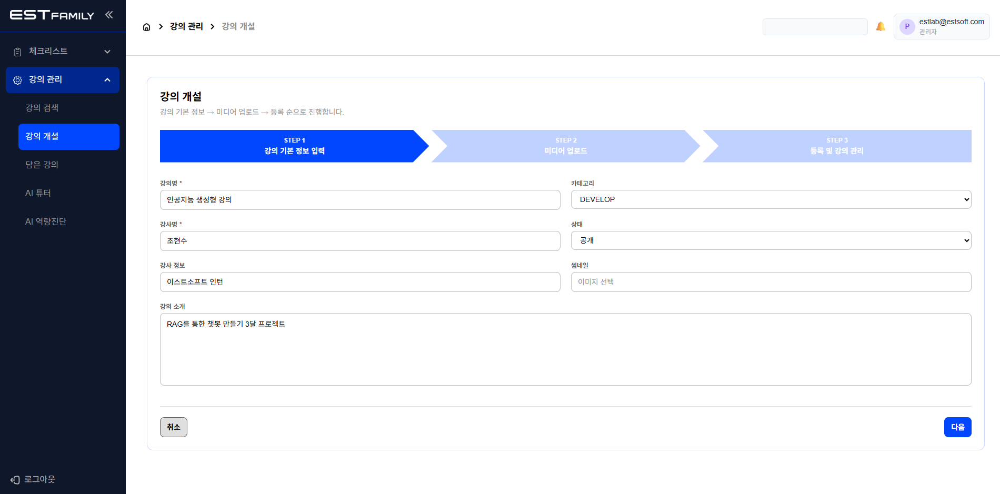 ESTFAMILY
체크리스트
강의 관리
강의 검색
강의 개설
담은 강의
AI 튜터
AI 역량진단
로그아웃
강의 관리 강의 개설
P
estlab@estsoft.com
관리자
강의 개설
강의 기본 정보 → 미디어 업로드 → 등록 순으로 진행합니다.
STEP 1
강의 기본 정보 입력
STEP 2
미디어 업로드
STEP 3
등록 및 강의 관리
강의명 *
인공지능 생성형 강의
카테고리
DEVELOP
강사명 *
조현수
상태
공개
강사 정보
이스트소프트 인턴
썸네일
이미지 선택
강의 소개
RAG를 통한 챗봇 만들기 3달 프로젝트
취소
다음